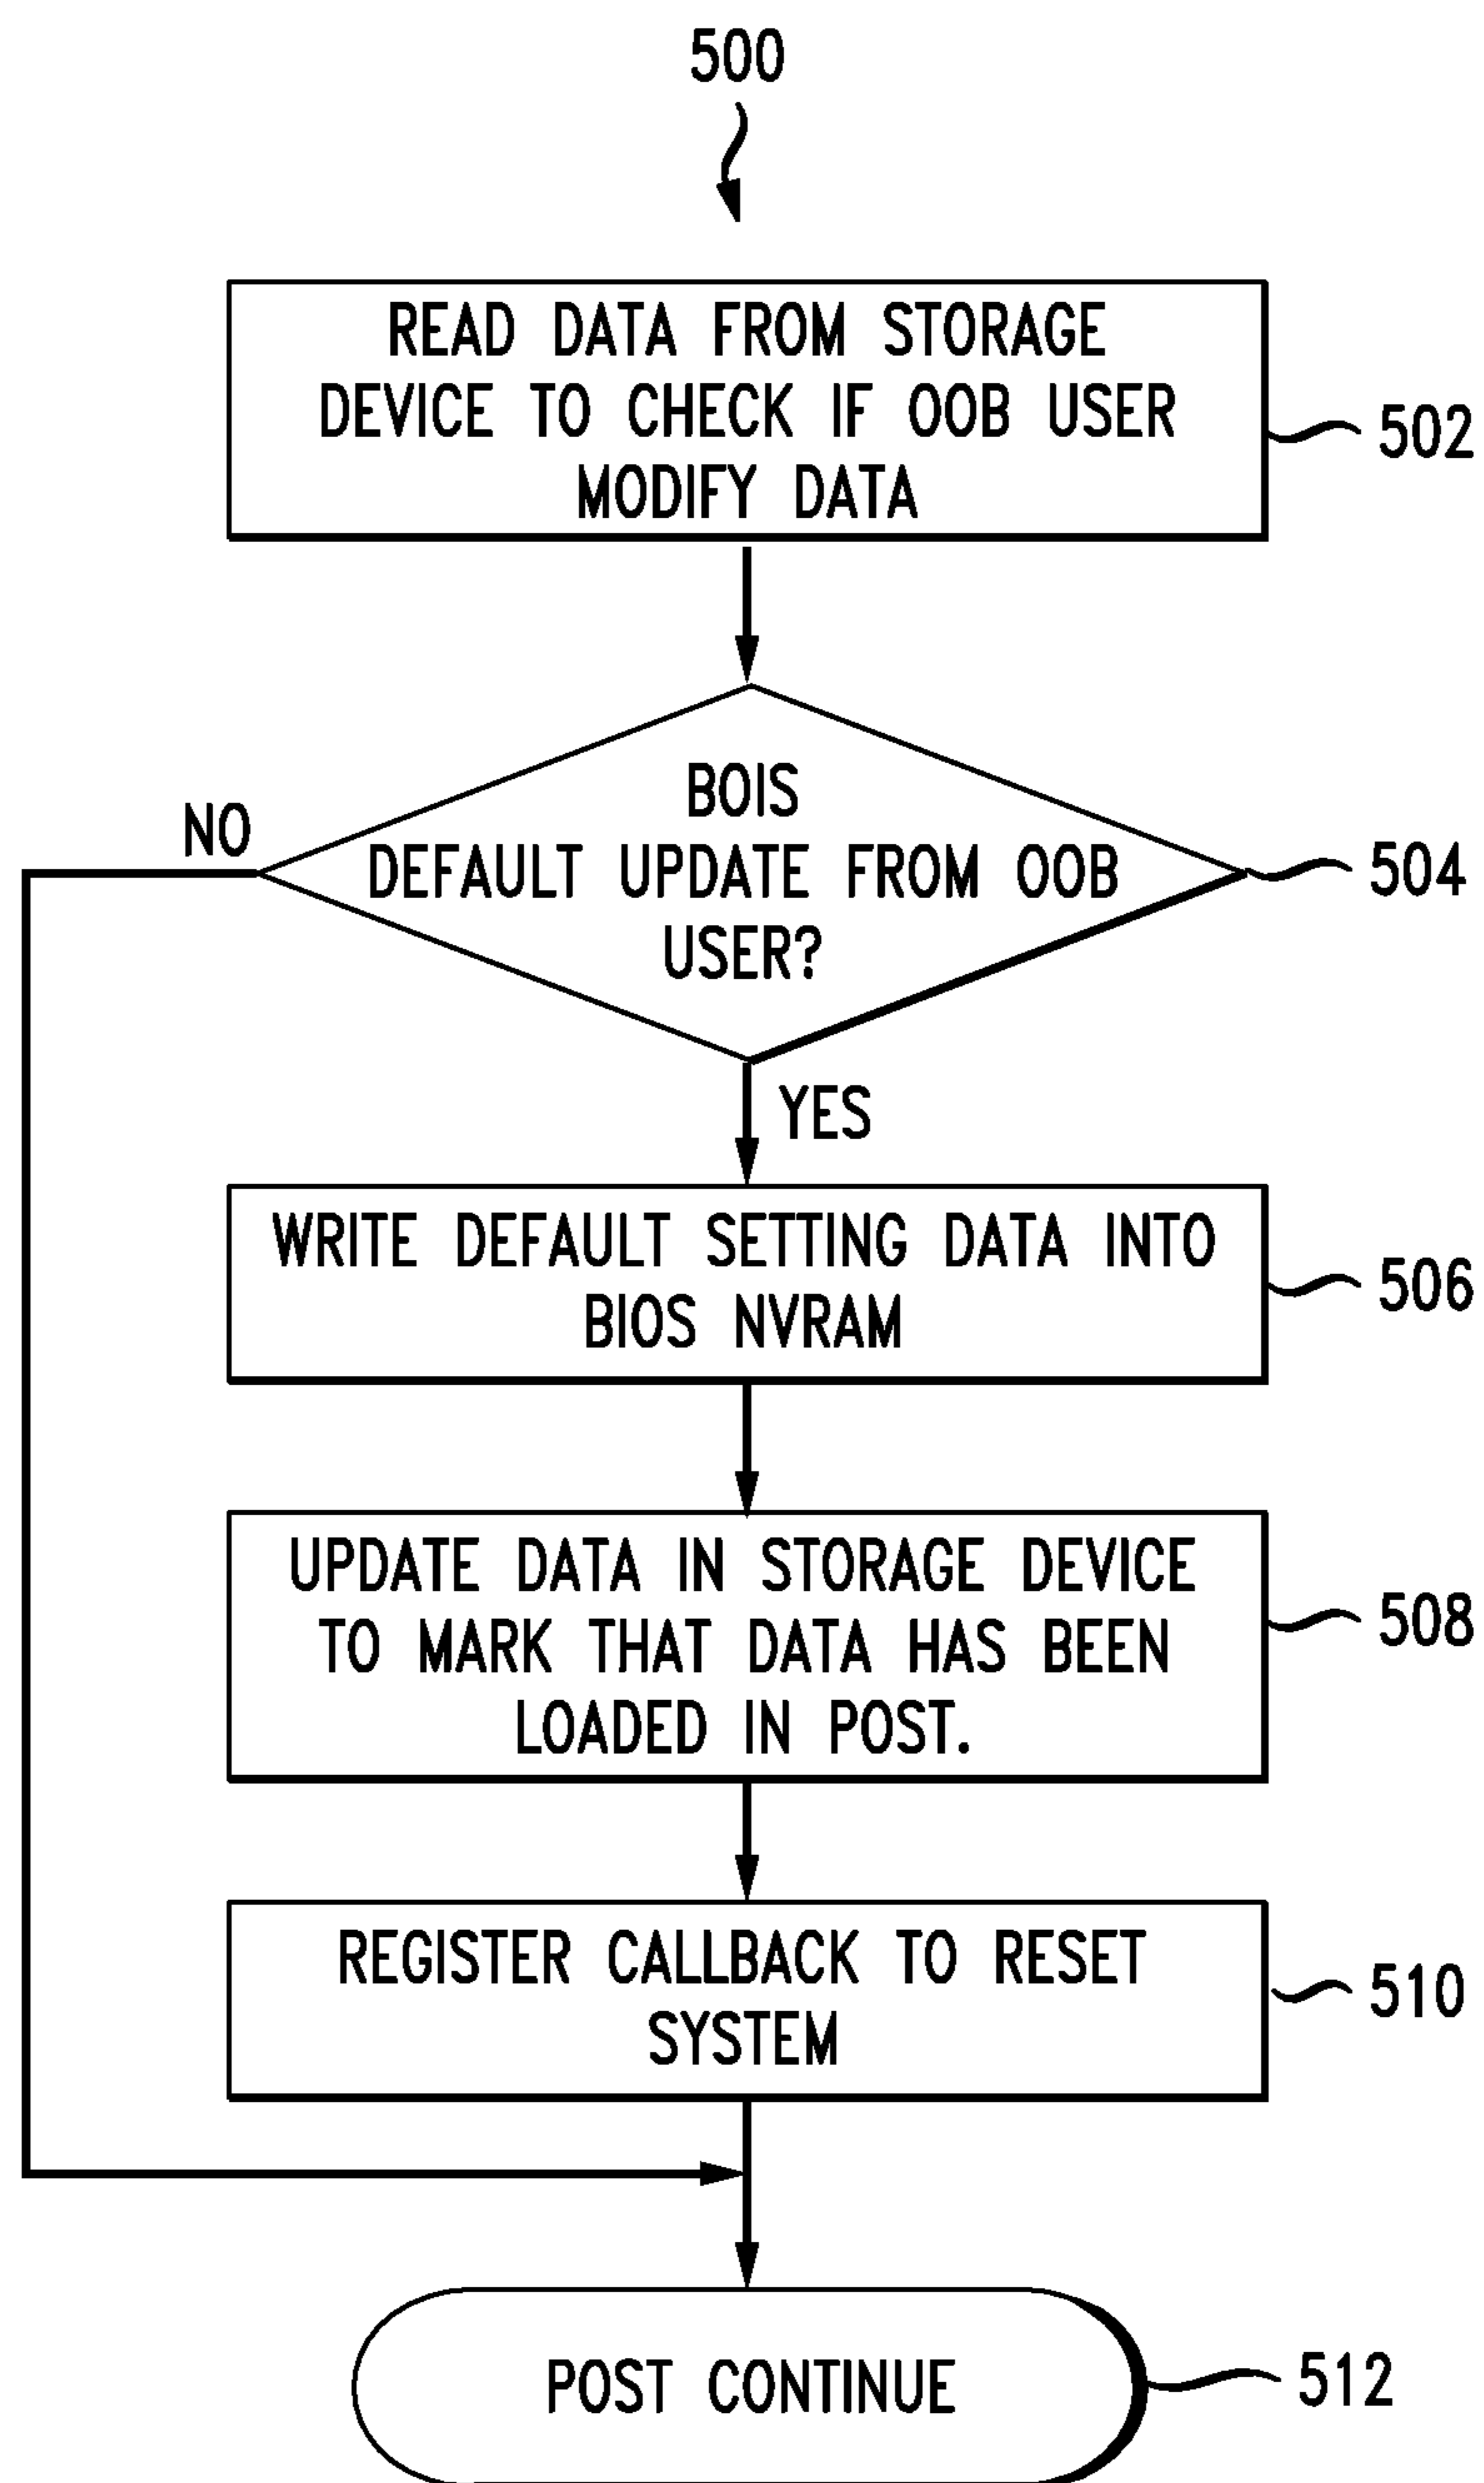 500
READ DATA FROM STORAGE
DEVICE TO CHECK IF OOB USER
MODIFY DATA
502
BOIS
DEFAULT UPDATE FROM OOB
USER?
504
NO
YES
WRITE DEFAULT SETTING DATA INTO
BIOS NVRAM
506
UPDATE DATA IN STORAGE DEVICE
TO MARK THAT DATA HAS BEEN
LOADED IN POST.
508
REGISTER CALLBACK TO RESET
SYSTEM
510
POST CONTINUE
512